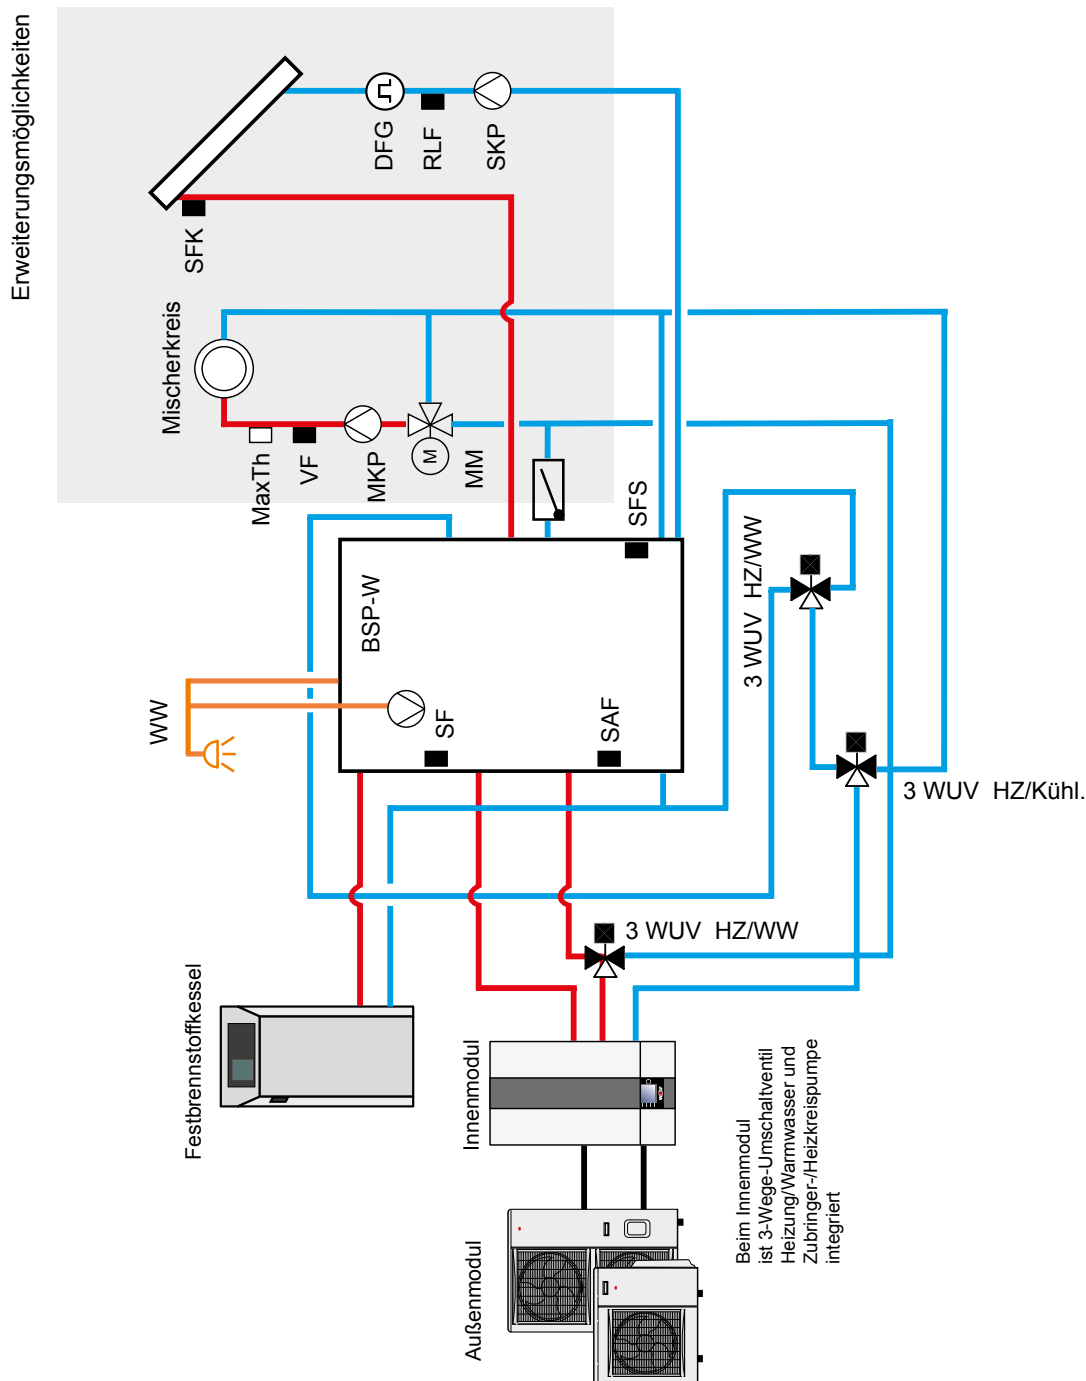 Erweiterungsmöglichkeiten
DFG
RLF
SKP
SFK
Mischerkreis
MaxTh
VF
MKP
M
MM
SFS
BSP-W
WW
SF
SAF
3 WUV HZ/WW
3 WUV HZ/Kühl.
3 WUV HZ/WW
Festbrennstoffkessel
Innenmodul
Außenmodul
Beim Innenmodul
ist 3-Wege-Umschaltventil
Heizung/Warmwasser und
Zubringer-/Heizkreispumpe
integriert